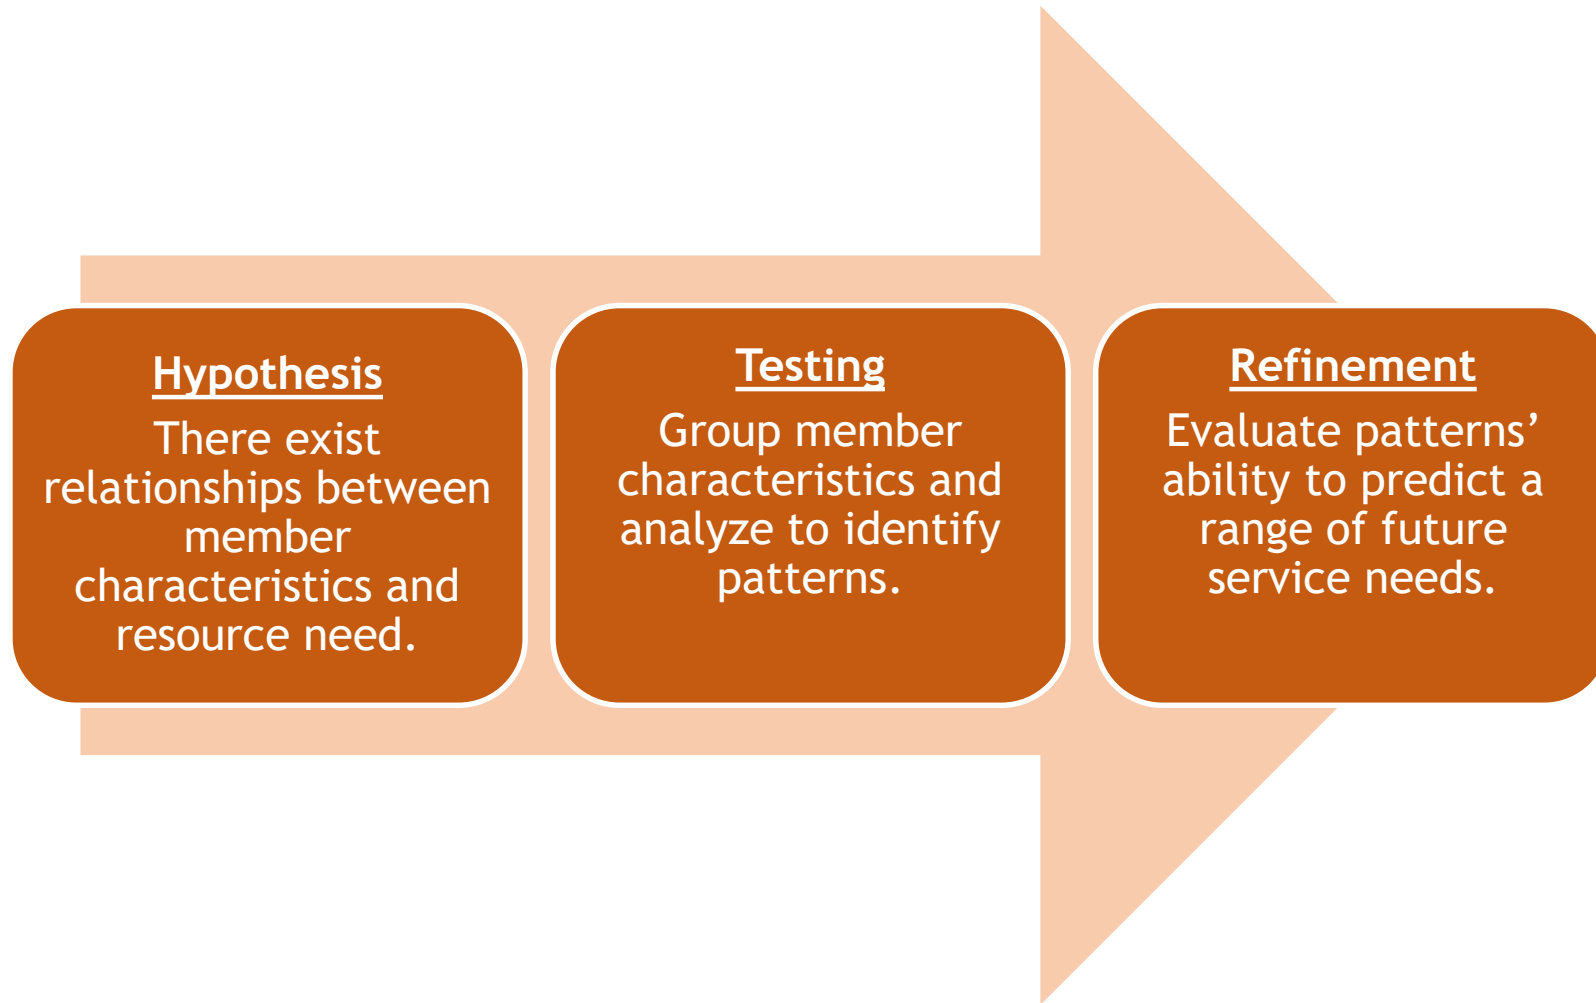 Hypothesis
There exist
relationships between
member
characteristics and
resource need.
Testing
Group member
characteristics and
analyze to identify
patterns.
Refinement
Evaluate patterns’
ability to predict a
range of future
service needs.